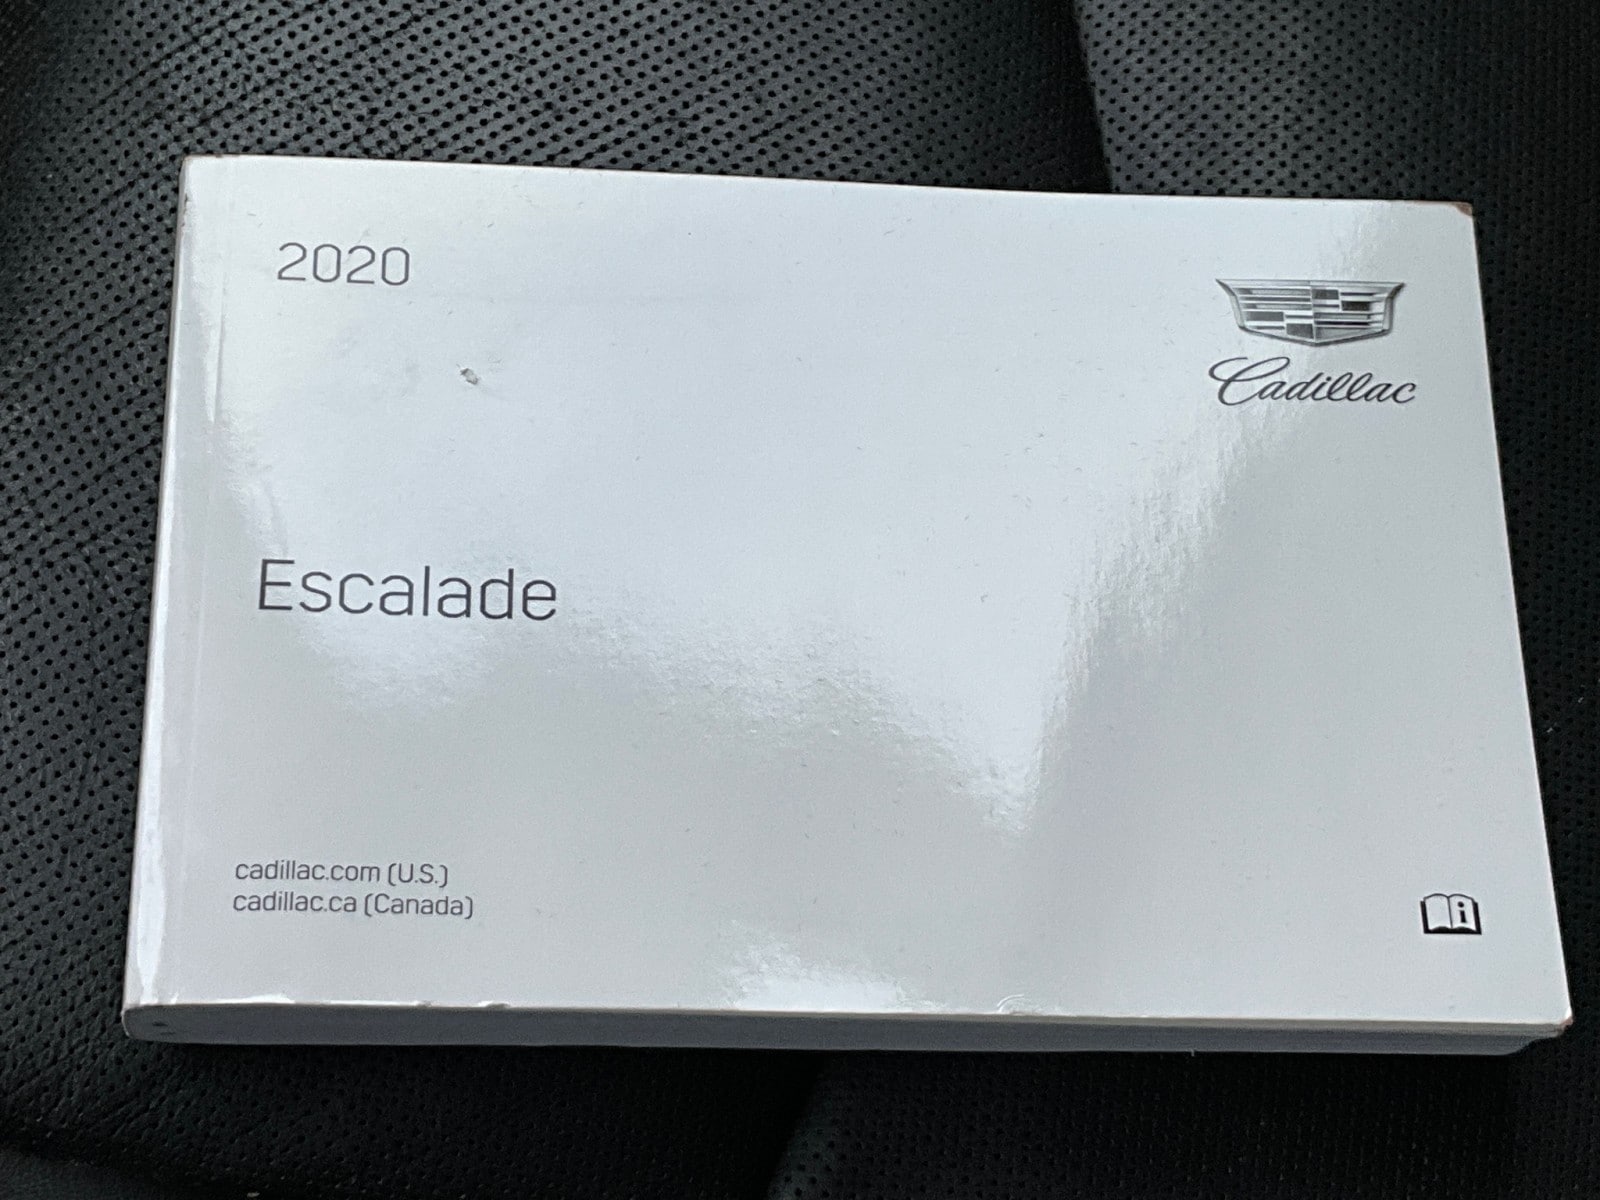 2020
Cadillac
Escalade
cadillac.com (U.S.)
cadillac.ca (Canada)
i